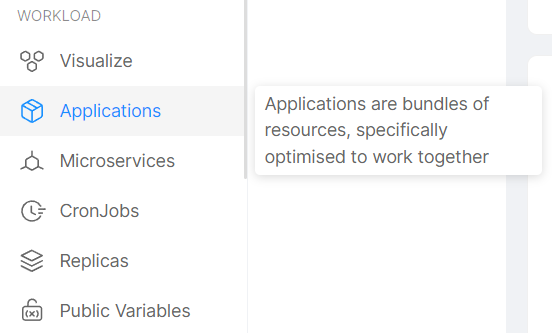 WORKLOAD
Visualize
Applications
Applications are bundles of
resources, specifically
optimised to work together
Microservices
CronJobs
Replicas
Public Variables